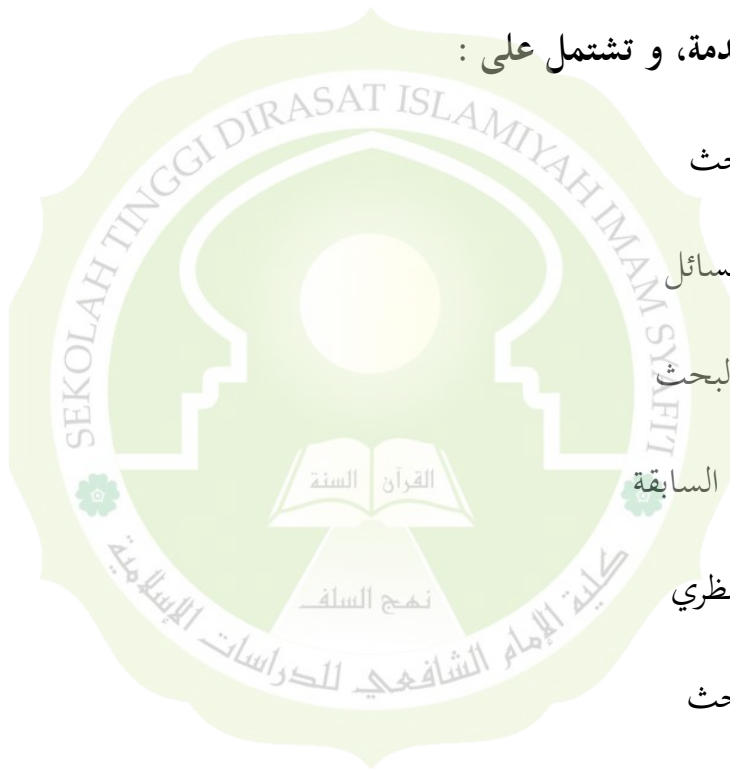 دمة، و تشتمل على :
SEKOLAH TINGGI DIRASAT ISLAMIYAH IMAM SYAFI'I
حث
سائل
لبحث
السابقة
القرآن السنة
ظري
نهج السلف
كلية الإمام الشافعي للدراسات الإسلامية
حث